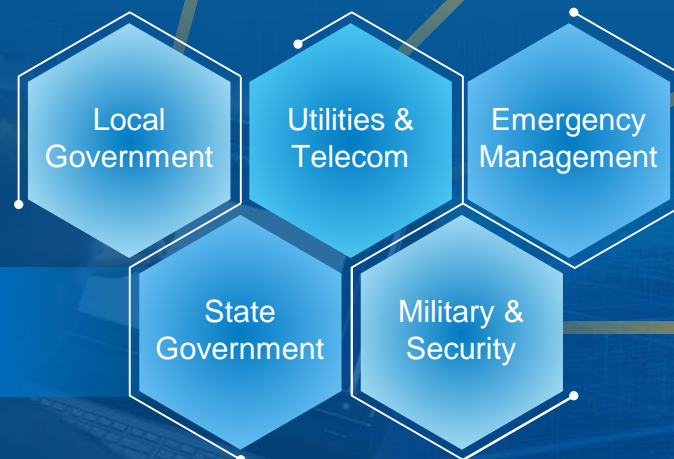 Local
Government
Utilities &
Telecom
Emergency
Management
State
Government
Military &
Security